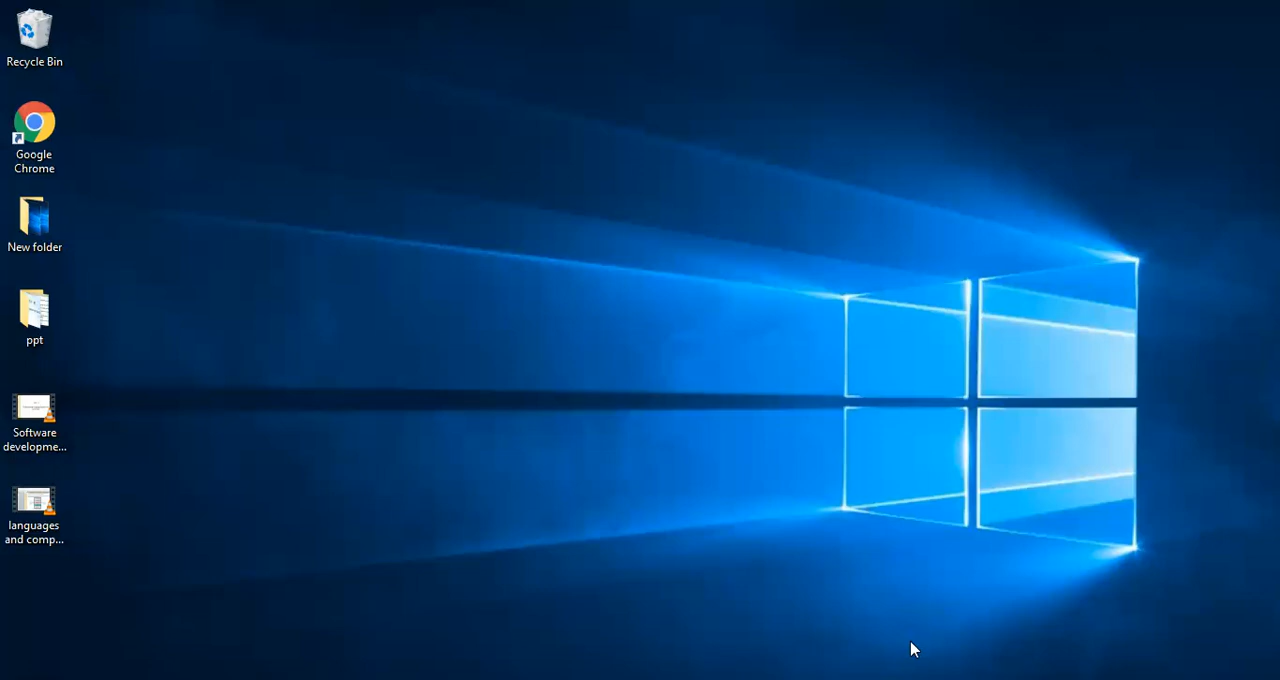 Recycle Bin
Google
Chrome
New folder
ppt
Software
developme...
languages
and comp...